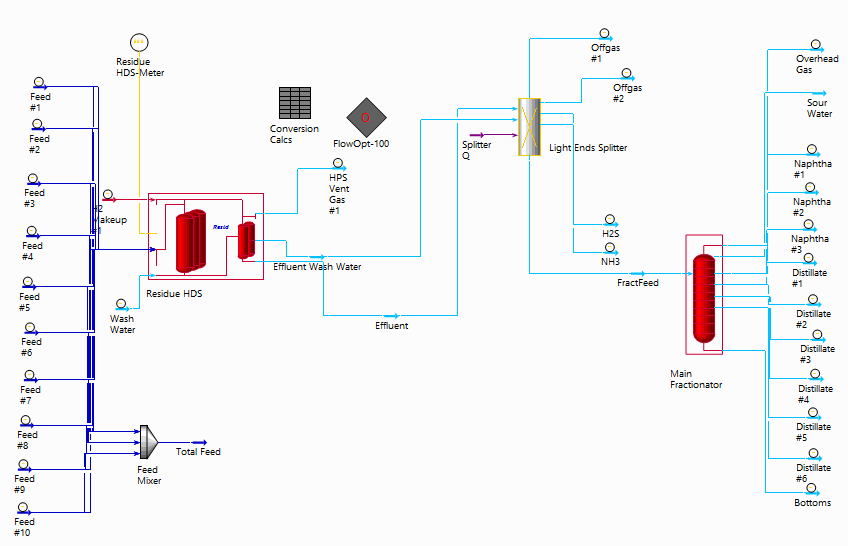 Residue
HDS-Meter
Feed
#1
Feed
#2
Feed
#3
Feed
#4
Feed
#5
Feed
#6
Feed
#7
Feed
#8
Feed
#9
Feed
#10
H2
Makeup
#1
Wash
Water
Resid
Residue HDS
Conversion
Calcs
D
FlowOpt-100
HPS
Vent
Gas
#1
Effluent Wash Water
Effluent
Feed
Mixer
Total Feed
Splitter
Q
Light Ends Splitter
Offgas
#1
Offgas
#2
H2S
NH3
FractFeed
Main
Fractionator
Overhead
Gas
Sour
Water
Naphtha
#1
Naphtha
#2
Naphtha
#3
Distillate
#1
Distillate
#2
Distillate
#3
Distillate
#4
Distillate
#5
Distillate
#6
Bottoms